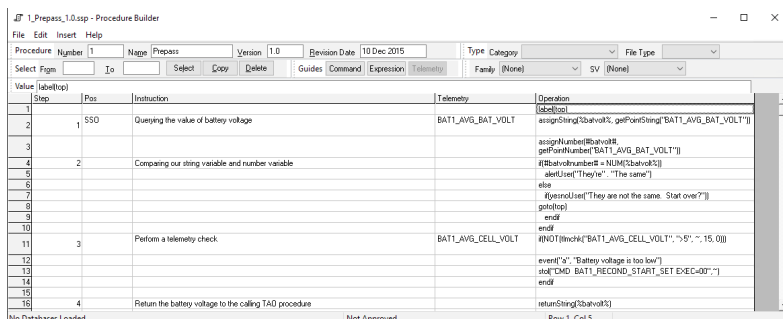 1_Prepass_1.0.ssp - Procedure Builder
File Edit Insert Help
Procedure Number 1 Name Prepass Version 1.0 Revision Date 10 Dec 2015 Type Category File Type
Select From To Select Copy Delete Guides Command Expression Telemetry Family (None) SV (None)
Value label(top)
Step Pos Instruction Telemetry Operation
1 label(top)
2 1 SSO Querying the value of battery voltage BAT1_AVG_BAT_VOLT assignString(%batvolt%, getPointString("BAT1_AVG_BAT_VOLT"))
3 assignNumber(#batvolt#,
getPointNumber("BAT1_AVG_BAT_VOLT"))
4 2 Comparing our string variable and number variable if(#batvoltnumber# = NUM(%batvolt%))
5 alertUser("They're" . "The same")
6 else
7 if(yesnoUser("They are not the same. Start over?"))
8 goto(top)
9 endif
10 endif
11 3 Perform a telemetry check BAT1_AVG_CELL_VOLT if(NOT(tlmchk("BAT1_AVG_CELL_VOLT", ">5", ~, 15, 0)))
12 event("a", "Battery voltage is too low")
13 stol("CMD BAT1_RECOND_START_SET EXEC=00",~)
14 endif
15
16 4 Return the battery voltage to the calling TAO procedure returnString(%batvolt%)
No Databases Loaded Not Approved Row 1, Col 5